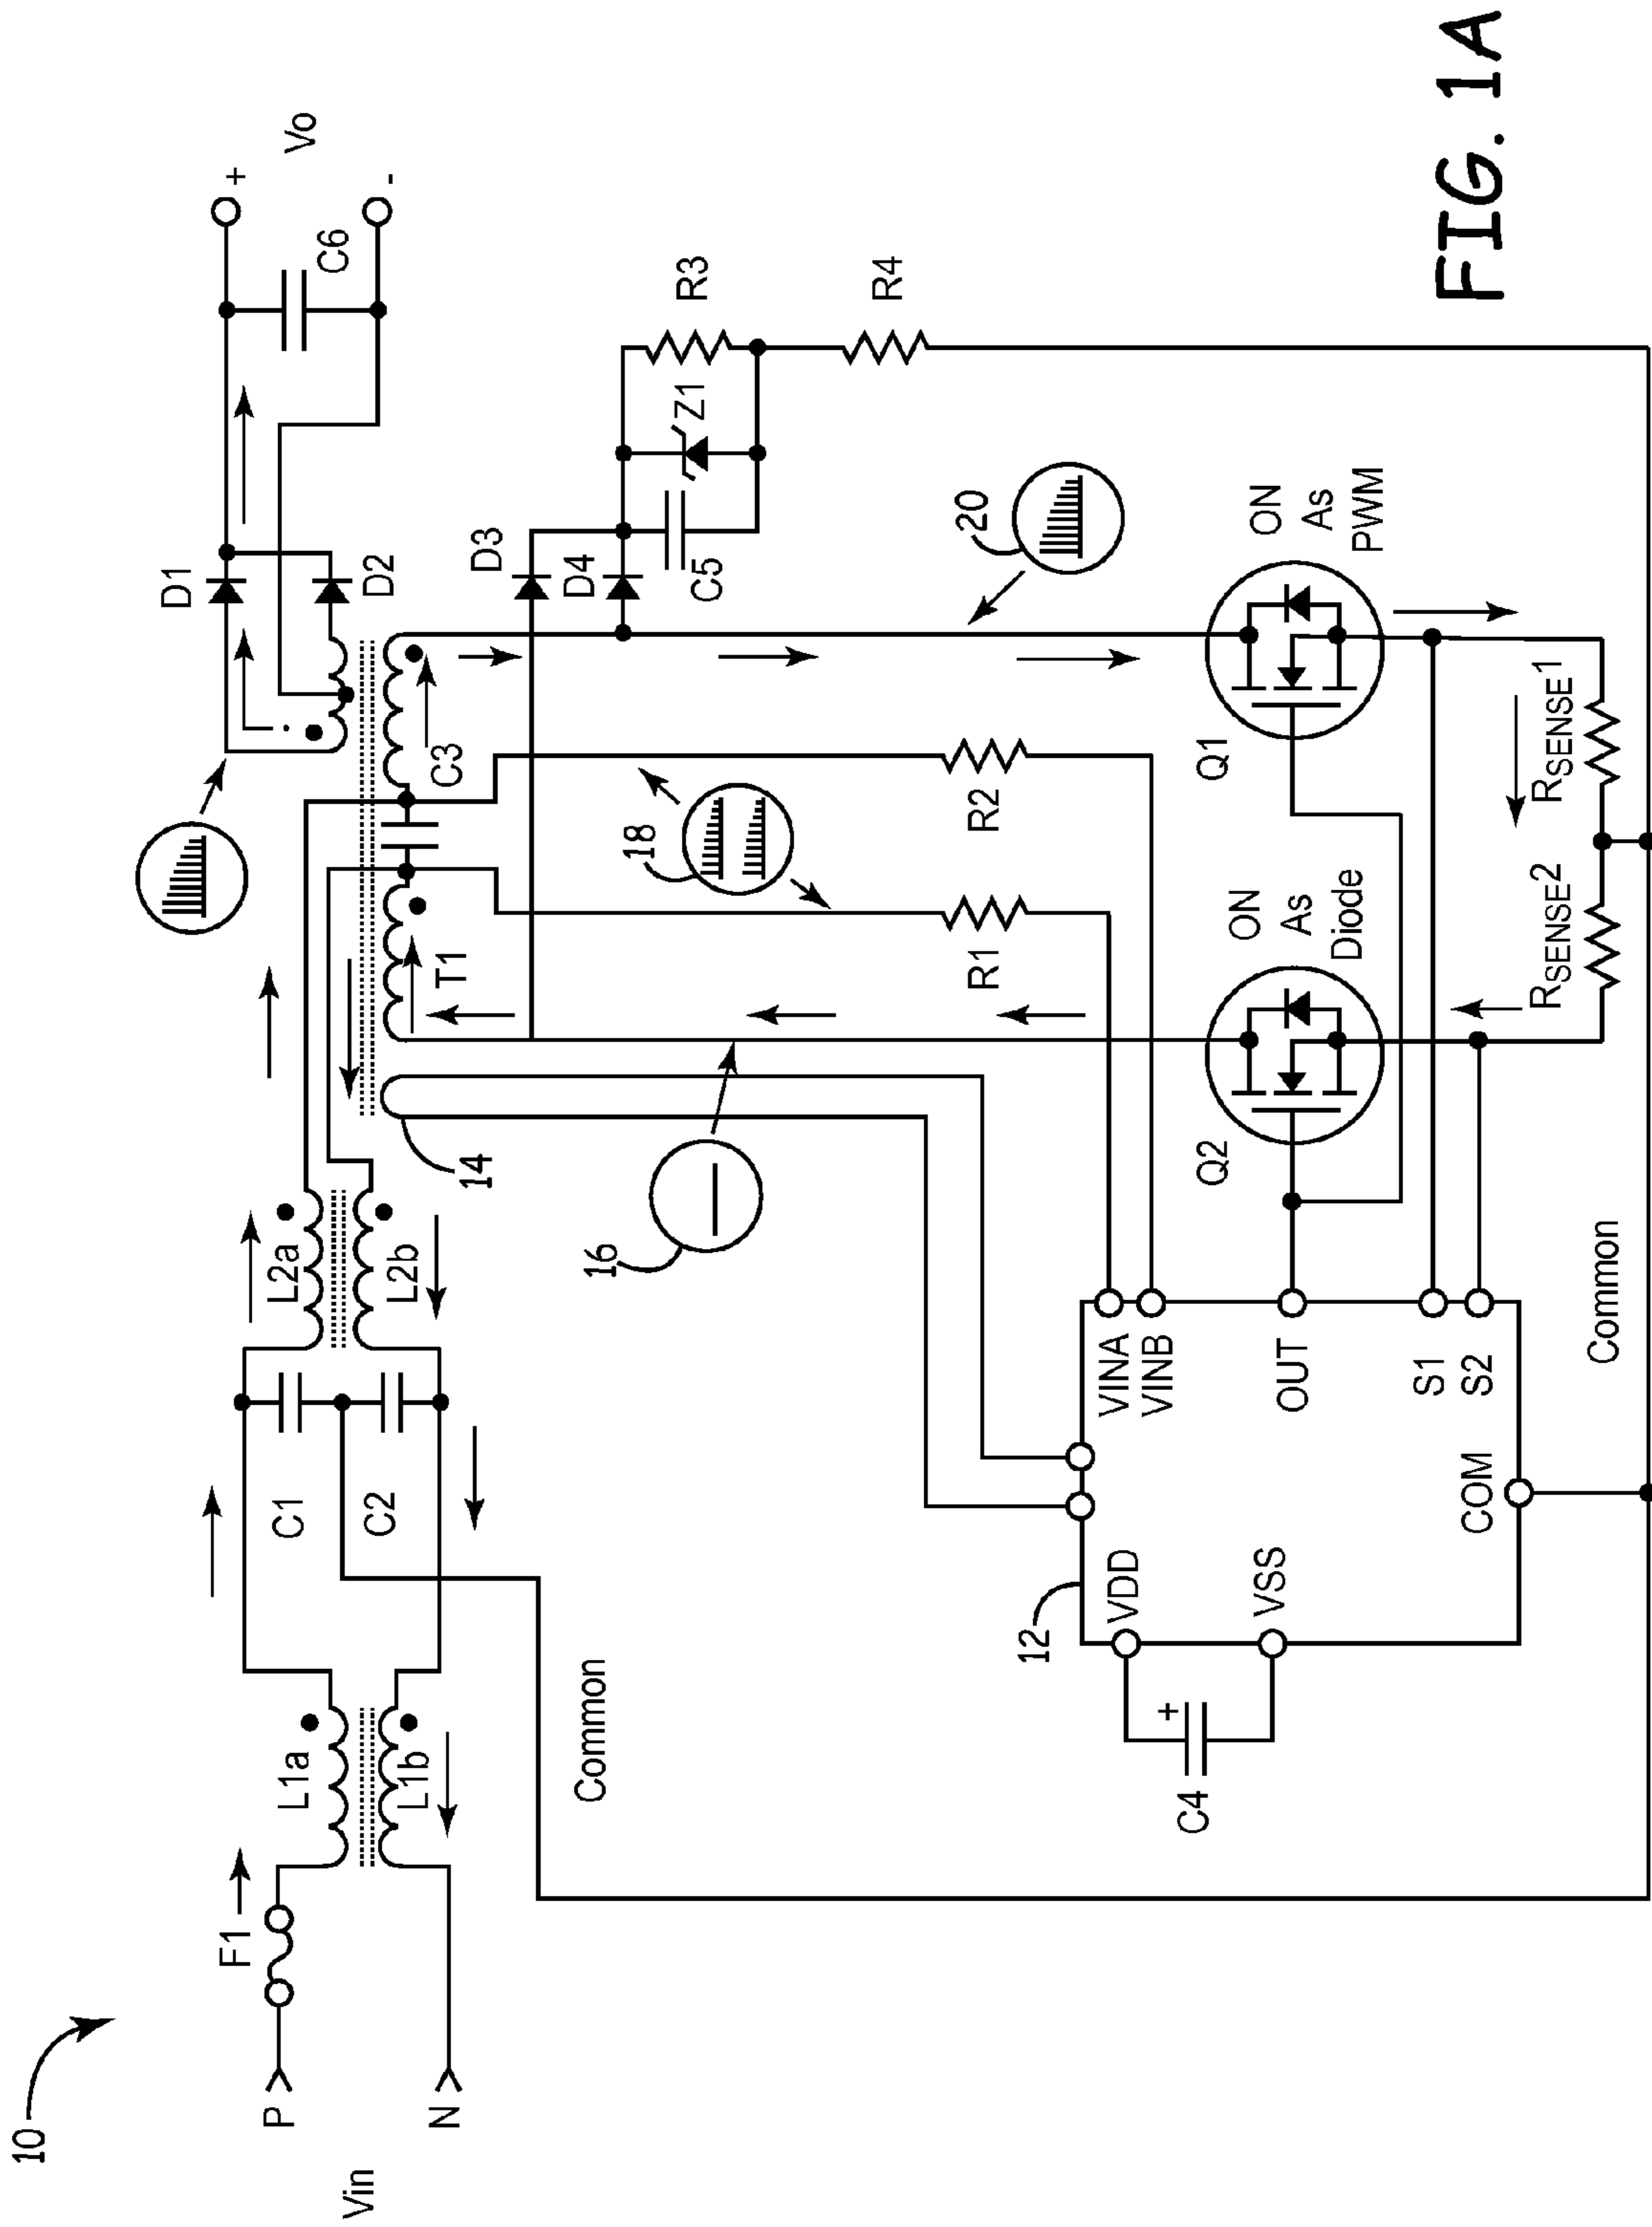 10
Vin
P
N
F1
L1a
L1b
C1
C2
L2a
L2b
Common
14
T1
C3
D1
D2
C6
+
Vo
-
D3
D4
C5
Z1
R3
R4
16
18
20
R1
R2
Q1
ON
As
PWM
Q2
ON
As
Diode
RSENSE1
RSENSE2
12
VDD
VSS
C4
+
VINA
VINB
OUT
S1
S2
COM
Common
FIG. 1A